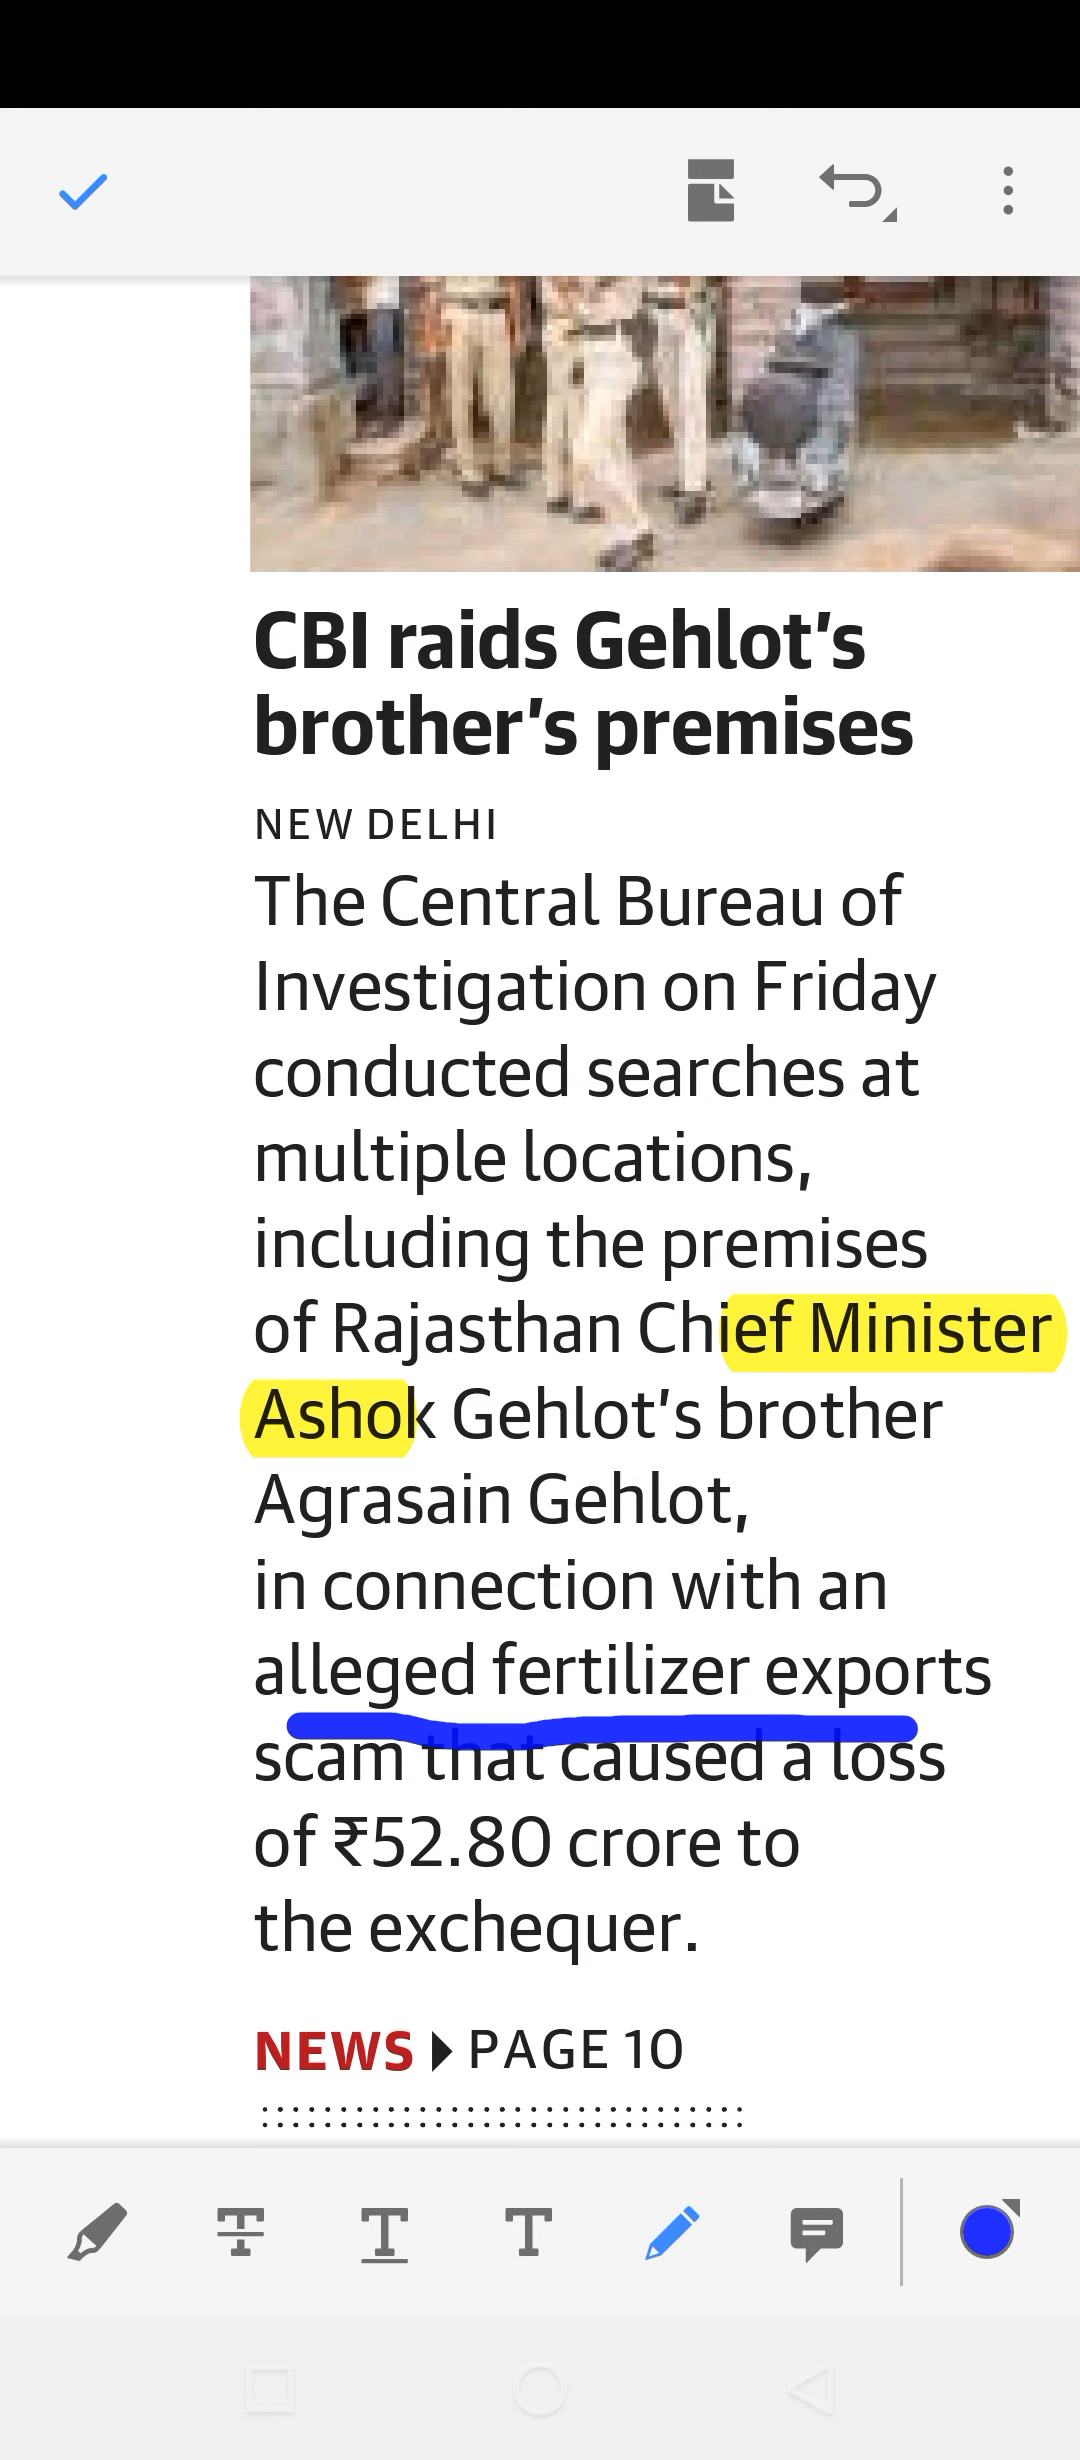 CBI raids Gehlot's
brother's premises
NEW DELHI
The Central Bureau of
Investigation on Friday
conducted searches at
multiple locations,
including the premises
of Rajasthan Chief Minister
Ashok Gehlot's brother
Agrasain Gehlot,
in connection with an
alleged fertilizer exports
scam that caused a loss
of ₹52.80 crore to
the exchequer.
NEWS ▶ PAGE 10